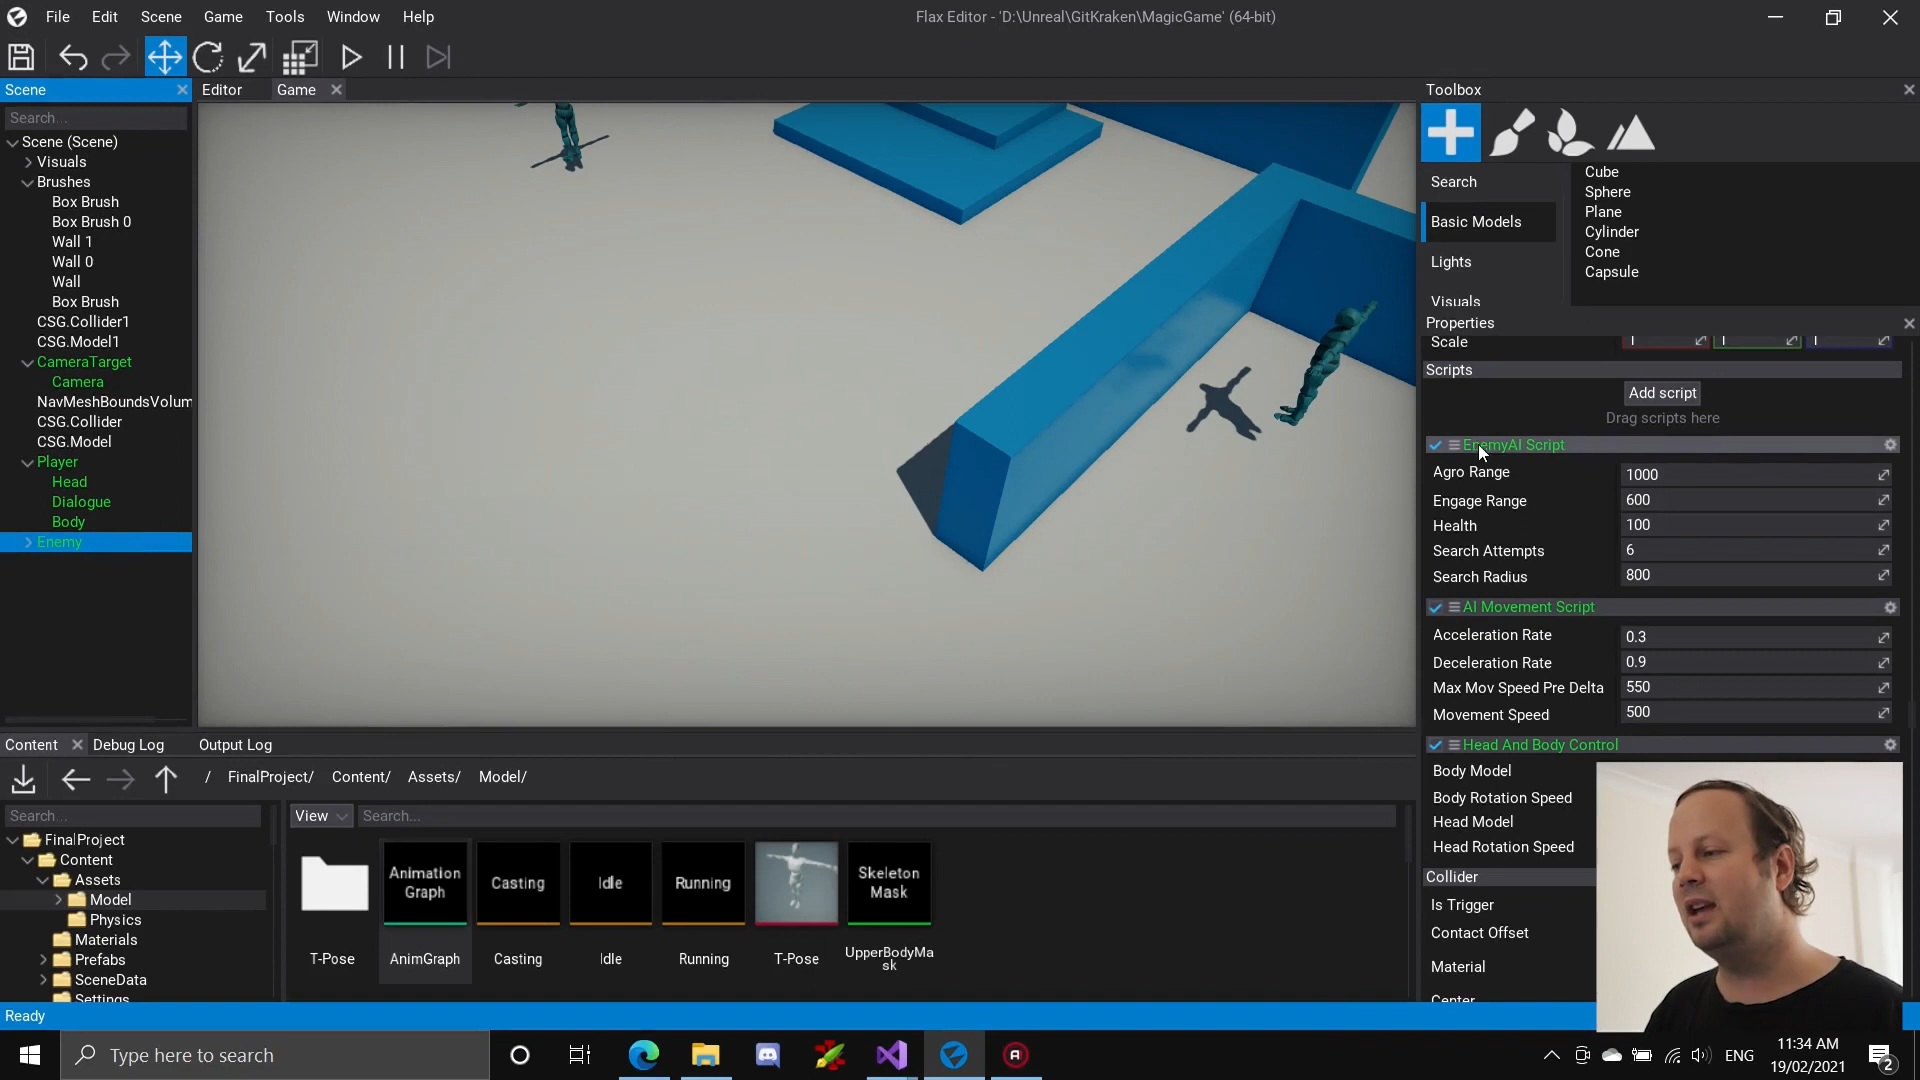 File Edit Scene Game Tools Window Help
Flax Editor - 'D:\Unreal\GitKraken\MagicGame' (64-bit)
Scene
Search...
Scene (Scene)
Visuals
Brushes
Box Brush
Box Brush 0
Wall 1
Wall 0
Wall
Box Brush
CSG.Collider1
CSG.Model1
CameraTarget
Camera
NavMeshBoundsVolum
CSG.Collider
CSG.Model
Player
Head
Dialogue
Body
Enemy
Editor Game
Toolbox
Search
Basic Models
Lights
Visuals
Cube
Sphere
Plane
Cylinder
Cone
Capsule
Properties
Scale 1 1 1
Scripts
Add script
Drag scripts here
EnemyAI Script
Agro Range 1000
Engage Range 600
Health 100
Search Attempts 6
Search Radius 800
AI Movement Script
Acceleration Rate 0.3
Deceleration Rate 0.9
Max Mov Speed Pre Delta 550
Movement Speed 500
Head And Body Control
Body Model
Body Rotation Speed
Head Model
Head Rotation Speed
Collider
Is Trigger
Contact Offset
Material
Center
Content Debug Log Output Log
/ FinalProject/ Content/ Assets/ Model/
Search...
FinalProject
Content
Assets
Model
Physics
Materials
Prefabs
SceneData
Settings
View Search...
Animation Graph
Casting
Idle
Running
Skeleton Mask
T-Pose
AnimGraph
Casting
Idle
Running
T-Pose
UpperBodyMa
sk
Ready
Type here to search
ENG
11:34 AM
19/02/2021
2